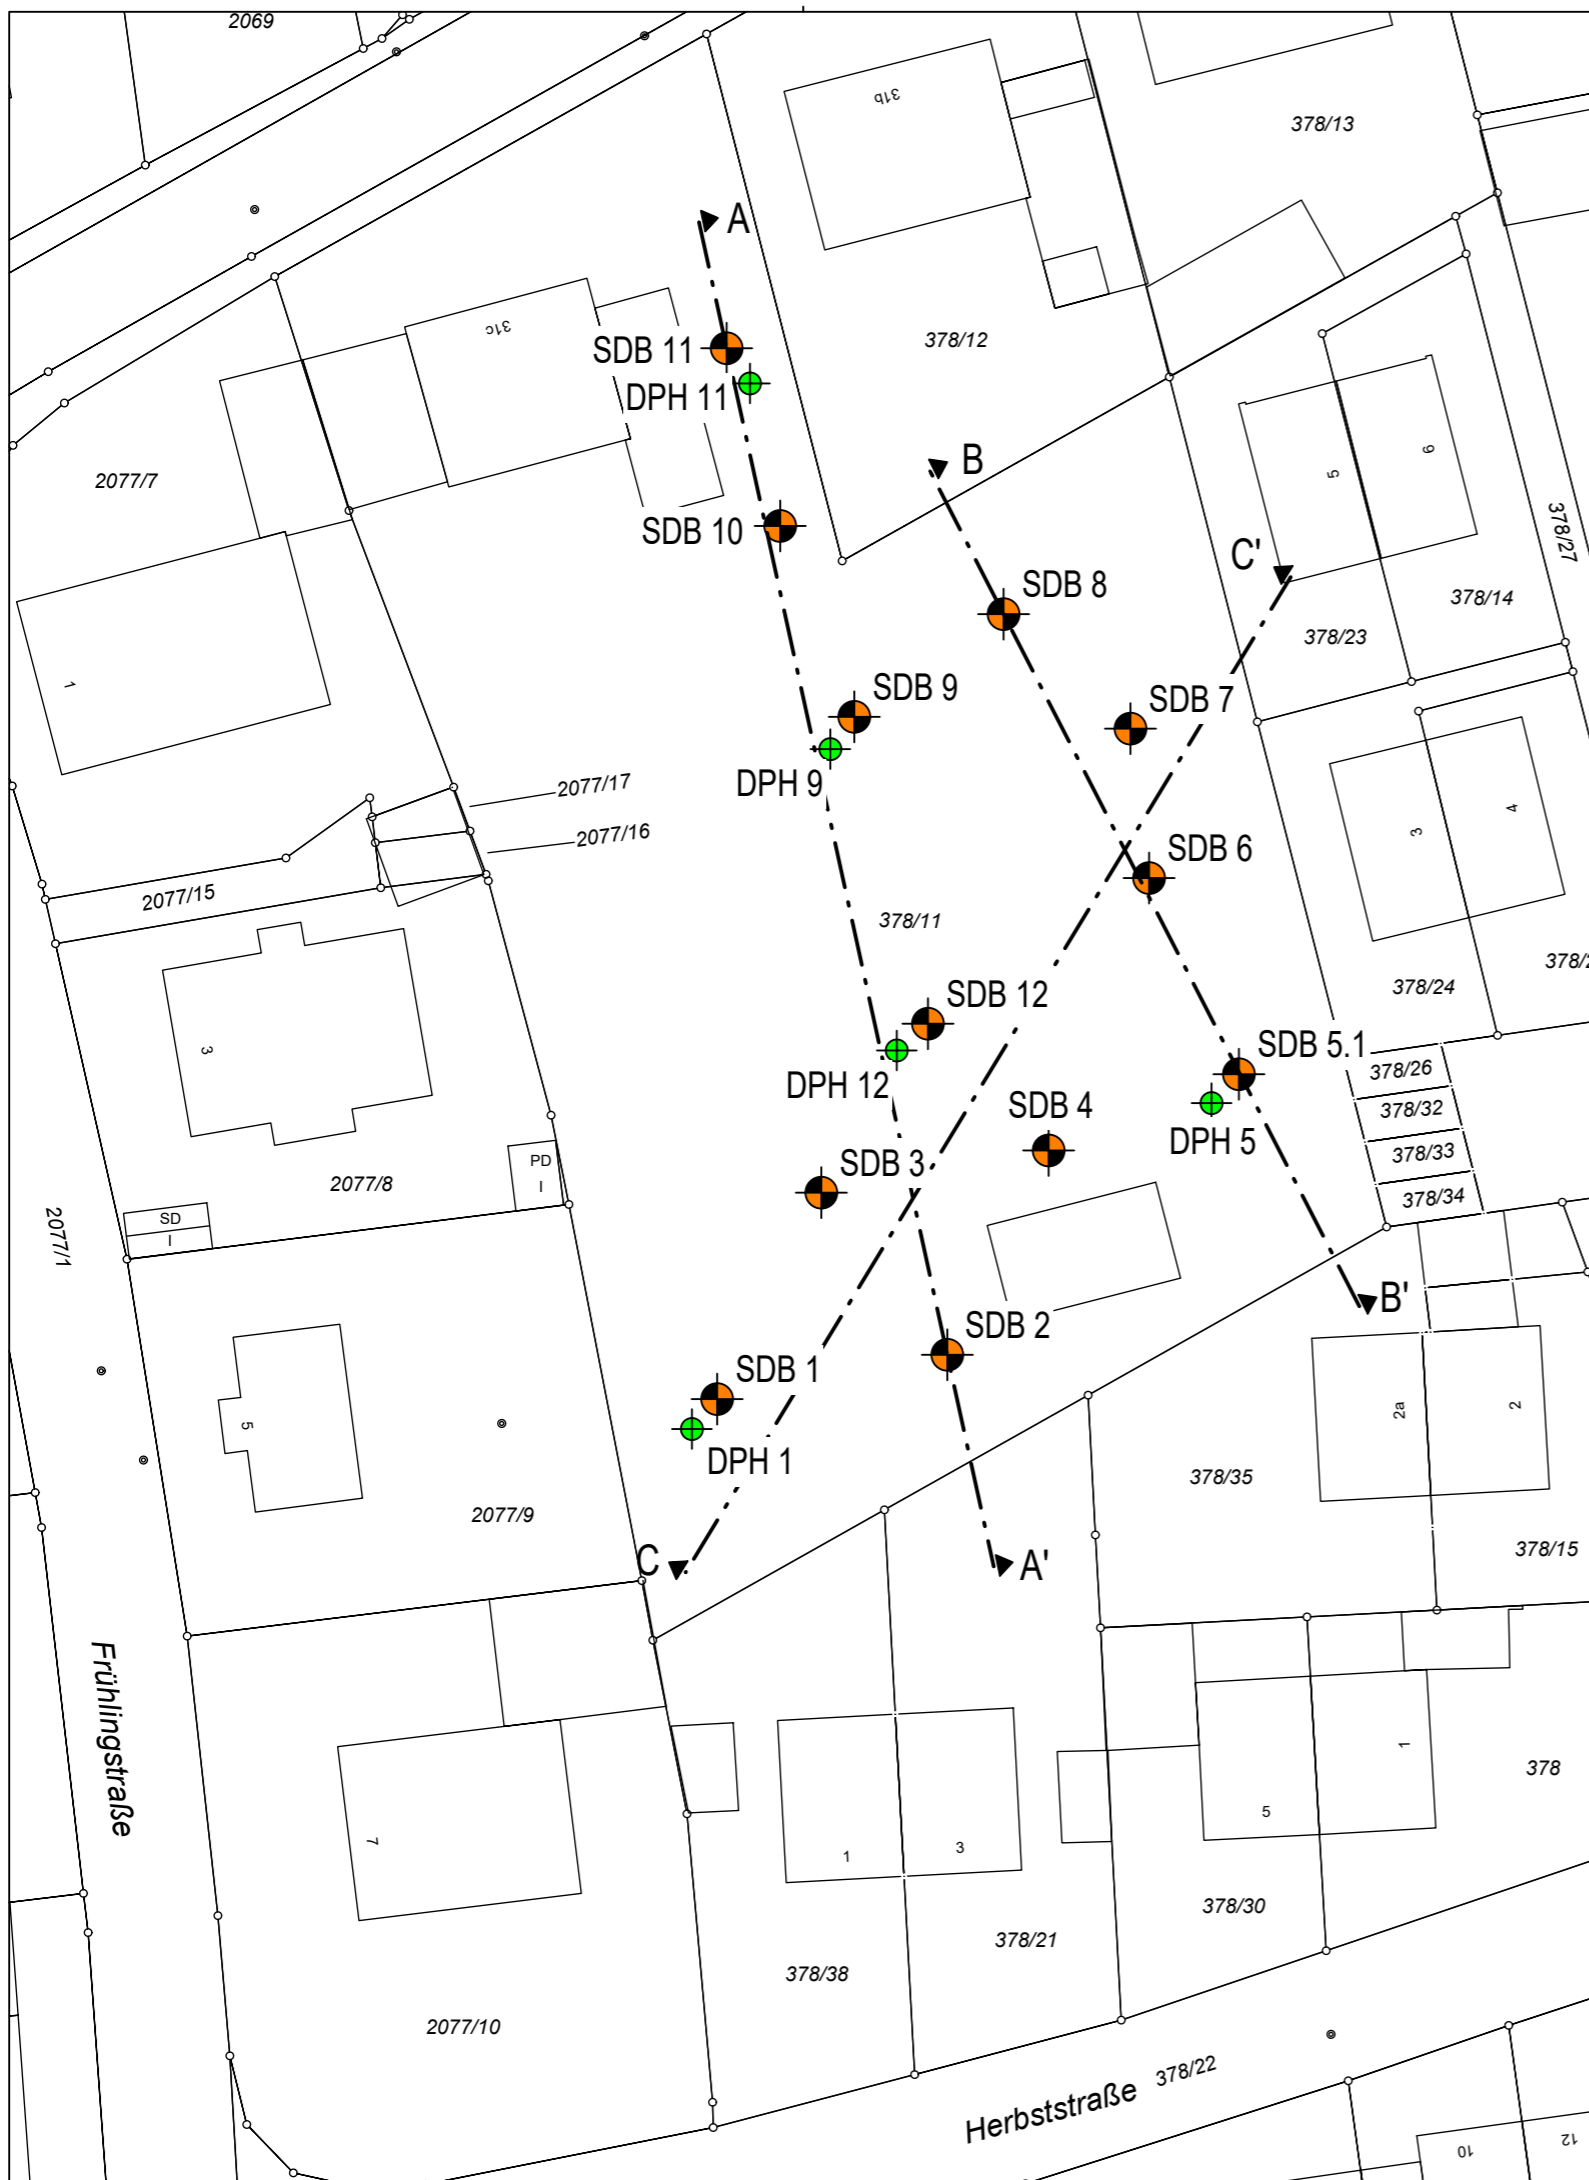 2069
31b
378/13
A
31c
SDB 11
378/12
DPH 11
B
5
6
2077/7
SDB 10
378/27
C'
SDB 8
378/14
378/23
1
SDB 9
SDB 7
DPH 9
2077/17
3
4
2077/16
SDB 6
2077/15
378/11
378/2
378/24
SDB 12
3
SDB 5.1
378/26
DPH 12
SDB 4
378/32
DPH 5
378/33
PD
I
SDB 3
2077/8
378/34
SD
I
2077/1
B'
SDB 2
SDB 1
2a
2
5
DPH 1
378/35
2077/9
378/15
C
A'
Frühlingstraße
1
378
7
5
1
3
378/30
378/21
378/38
2077/10
378/22
Herbststraße
10
12